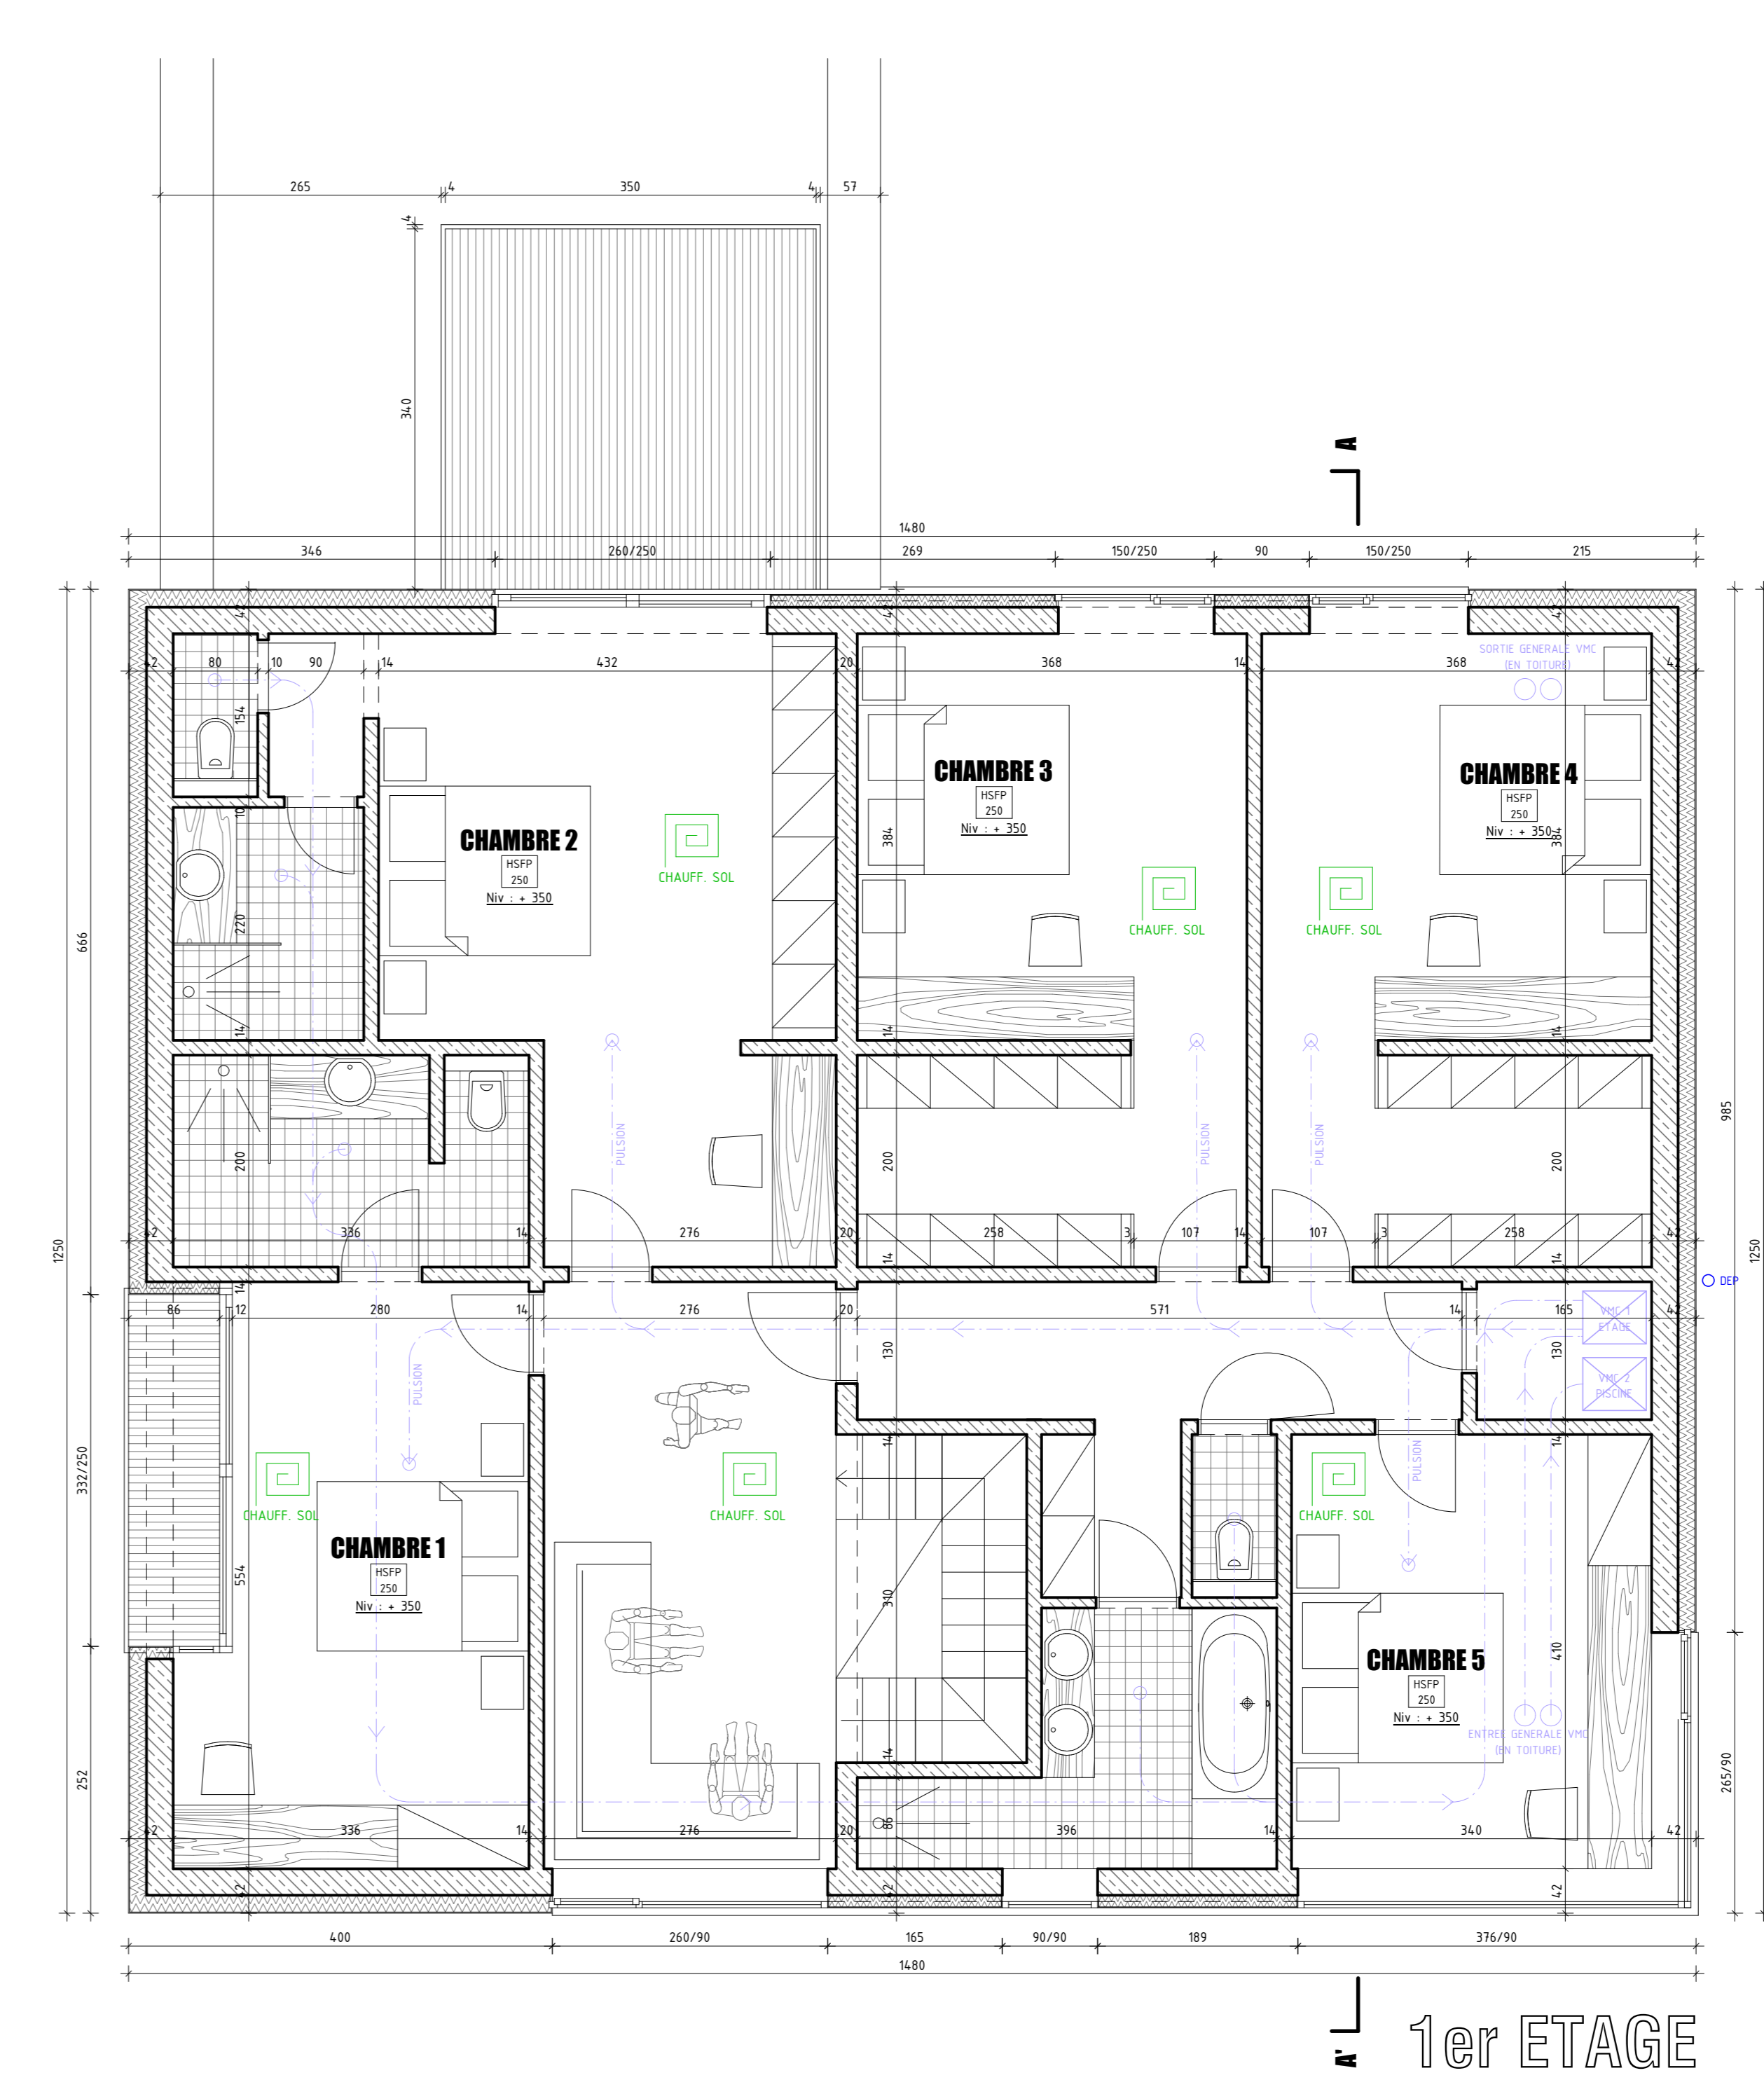 265
4
350
4
57
4
340
A
1480
346
260/250
269
150/250
90
150/250
215
42
42
42
SORTIE GENERALE VMC
(EN TOITURE)
42
80
10
90
14
432
20
368
14
368
42
154
CHAMBRE 2
HSFP
250
Niv : + 350
CHAMBRE 3
HSFP
250
Niv : + 350
CHAMBRE 4
HSFP
250
Niv : + 350
384
384
10
CHAUFF. SOL
CHAUFF. SOL
CHAUFF. SOL
220
666
985
14
14
14
PULSION
PULSION
PULSION
200
200
200
42
336
14
276
20
258
3
107
14
107
3
258
42
1250
1250
14
14
14
DEP
86
12
280
14
276
20
571
14
165
42
VMC 1
ETAGE
130
130
VMC 2
PISCINE
PULSION
PULSION
14
14
332/250
CHAUFF. SOL
CHAUFF. SOL
CHAUFF. SOL
CHAMBRE 1
HSFP
250
Niv : + 350
554
310
410
CHAMBRE 5
HSFP
250
Niv : + 350
ENTREE GENERALE VMC
(EN TOITURE)
14
252
265/90
86
42
336
14
276
20
396
14
340
42
42
42
42
400
260/90
165
90/90
189
376/90
1480
A'
1er ETAGE